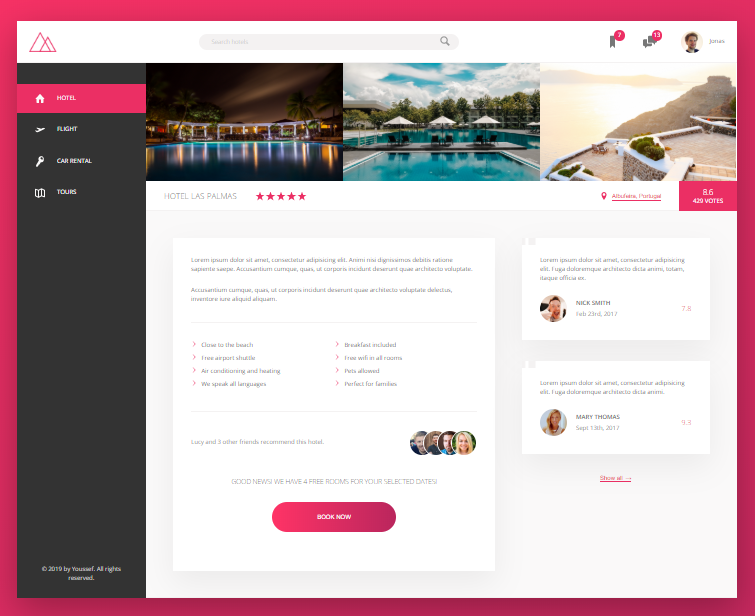 Search hotels
7
13
Jonas
HOTEL
FLIGHT
CAR RENTAL
TOURS
© 2019 by Youssef. All rights
reserved.
HOTEL LAS PALMAS
Albufeira, Portugal
8.6
429 VOTES
Lorem ipsum dolor sit amet, consectetur adipisicing elit. Animi nisi dignissimos debitis ratione
sapiente saepe. Accusantium cumque, quas, ut corporis incidunt deserunt quae architecto voluptate.
Accusantium cumque, quas, ut corporis incidunt deserunt quae architecto voluptate delectus,
inventore iure aliquid aliquam.
Close to the beach
Breakfast included
Free airport shuttle
Free wifi in all rooms
Air conditioning and heating
Pets allowed
We speak all languages
Perfect for families
Lucy and 3 other friends recommend this hotel.
GOOD NEWS! WE HAVE 4 FREE ROOMS FOR YOUR SELECTED DATES!
BOOK NOW
Lorem ipsum dolor sit amet, consectetur adipisicing
elit. Fuga doloremque architecto dicta animi, totam,
itaque officia ex.
NICK SMITH
Feb 23rd, 2017
7.8
Lorem ipsum dolor sit amet, consectetur adipisicing
elit. Fuga doloremque architecto dicta animi.
MARY THOMAS
Sept 13th, 2017
9.3
Show all →